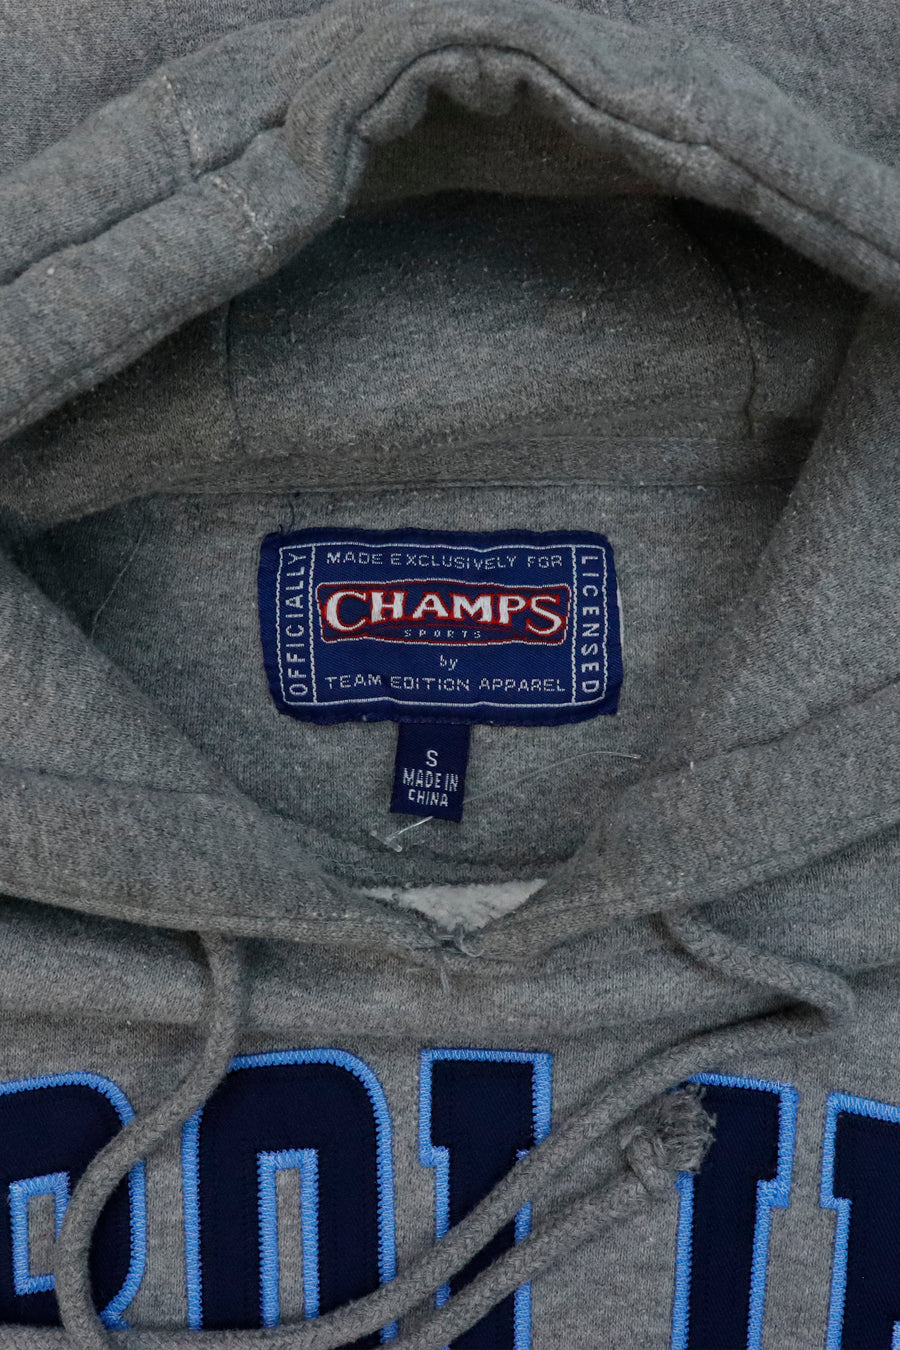 OFFICIALLY
MADE EXCLUSIVELY FOR
CHAMPS
SPORTS
by
TEAM EDITION APPAREL
LICENSED
S
MADE IN
CHINA